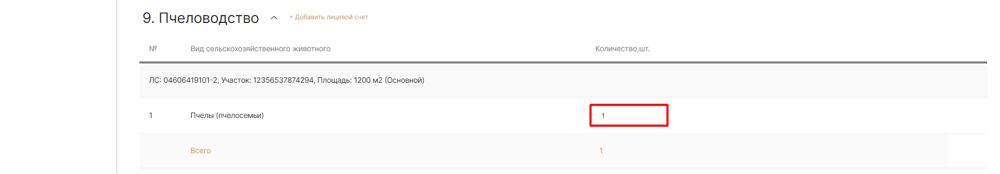 9. Пчеловодство + Добавить лицевой счет
№ Вид сельскохозяйственного животного Количество,шт.
ЛС: 04606419101-2, Участок: 12356537874294, Площадь: 1200 м2 (Основной)
1 Пчелы (пчелосемьи) 1
Всего 1